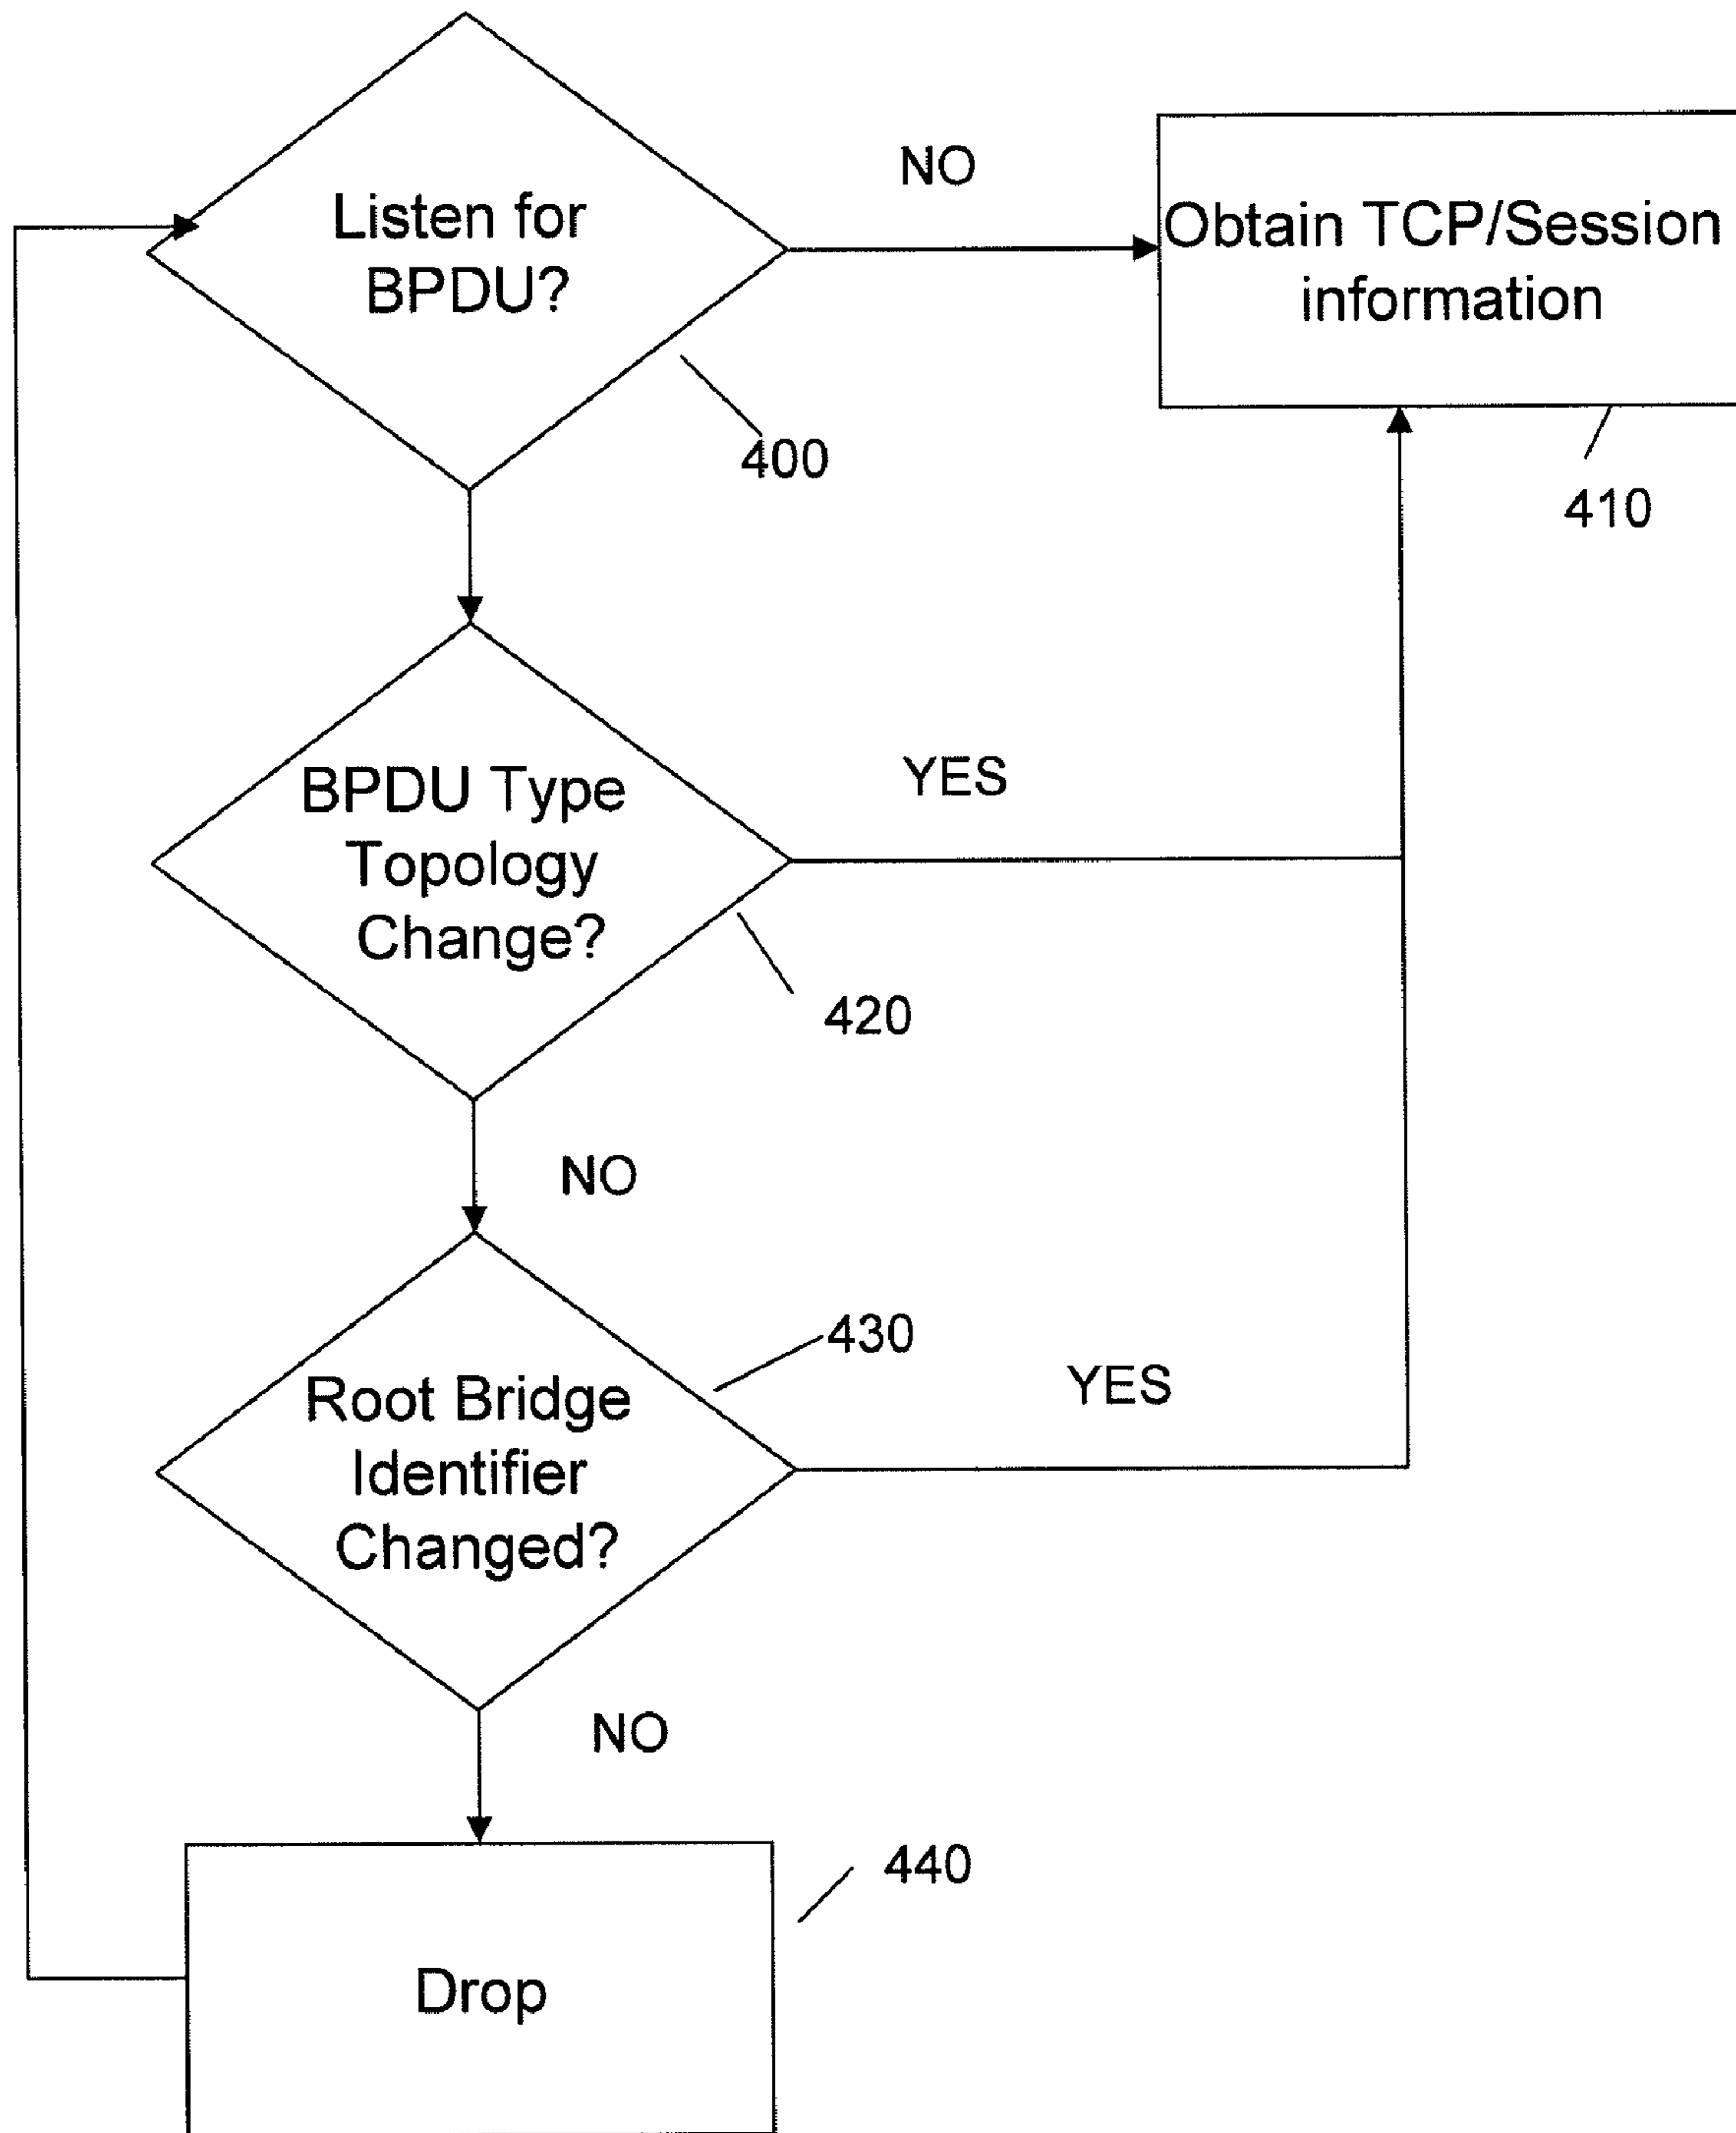 Listen for
BPDU?
NO
Obtain TCP/Session
information
400
410
BPDU Type
Topology
Change?
YES
420
NO
430
Root Bridge
Identifier
Changed?
YES
NO
440
Drop